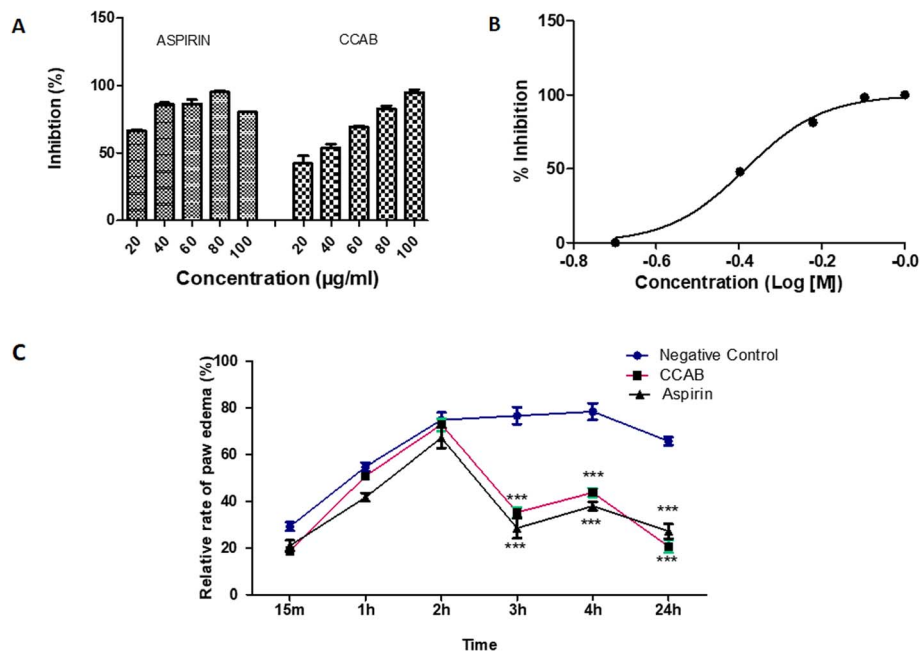 A
150
100
50
0
Inhibtion (%)
ASPIRIN
CCAB
20 40 60 80 100 20 40 60 80 100
Concentration (µg/ml)
B
150
100
50
0
% Inhibition
-0.8 -0.6 -0.4 -0.2 -0.0
Concentration (Log [M])
C
100
80
60
40
20
0
Relative rate of paw edema (%)
Negative Control
CCAB
Aspirin
*** *** ***
*** *** ***
15m 1h 2h 3h 4h 24h
Time